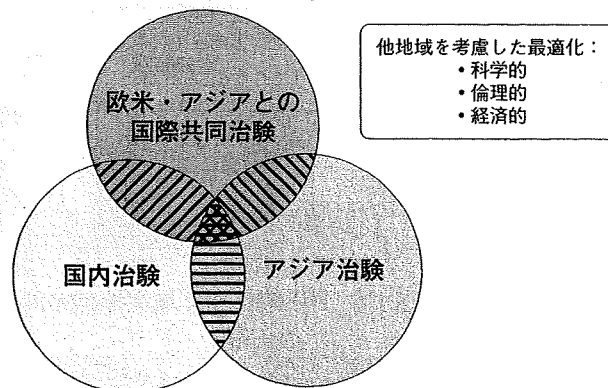 他地域を考慮した最適化：
・科学的
・倫理的
・経済的
欧米・アジアとの
国際共同治験
国内治験
アジア治験